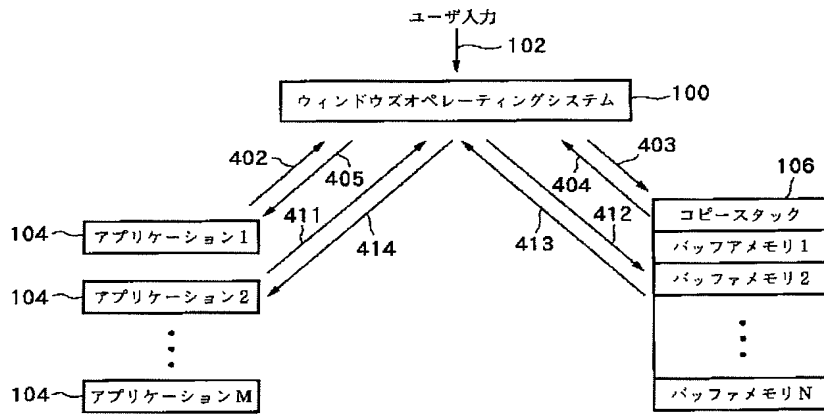 ユーザ入力
102
ウィンドウズオペレーティングシステム
100
402
405
404
403
106
411
414
413
412
104
アプリケーション1
104
アプリケーション2
104
アプリケーションM
コピースタック
バッファメモリ1
バッファメモリ2
バッファメモリN